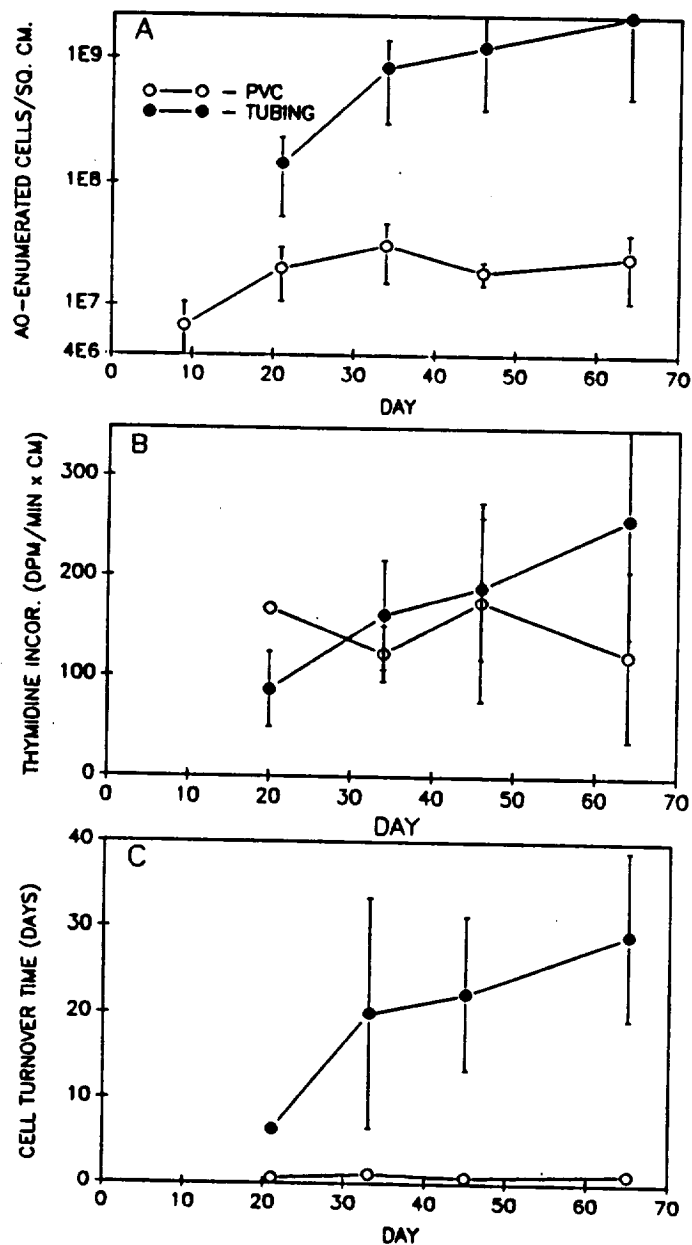 A
AO-ENUMERATED CELLS/SQ. CM.
1E9
1E8
1E7
4E6
○—○ – PVC
●—● – TUBING
0 10 20 30 40 50 60 70
DAY
B
THYMIDINE INCOR. (DPM/MIN x CM)
300
200
100
0
0 10 20 30 40 50 60 70
DAY
C
CELL TURNOVER TIME (DAYS)
40
30
20
10
0
0 10 20 30 40 50 60 70
DAY